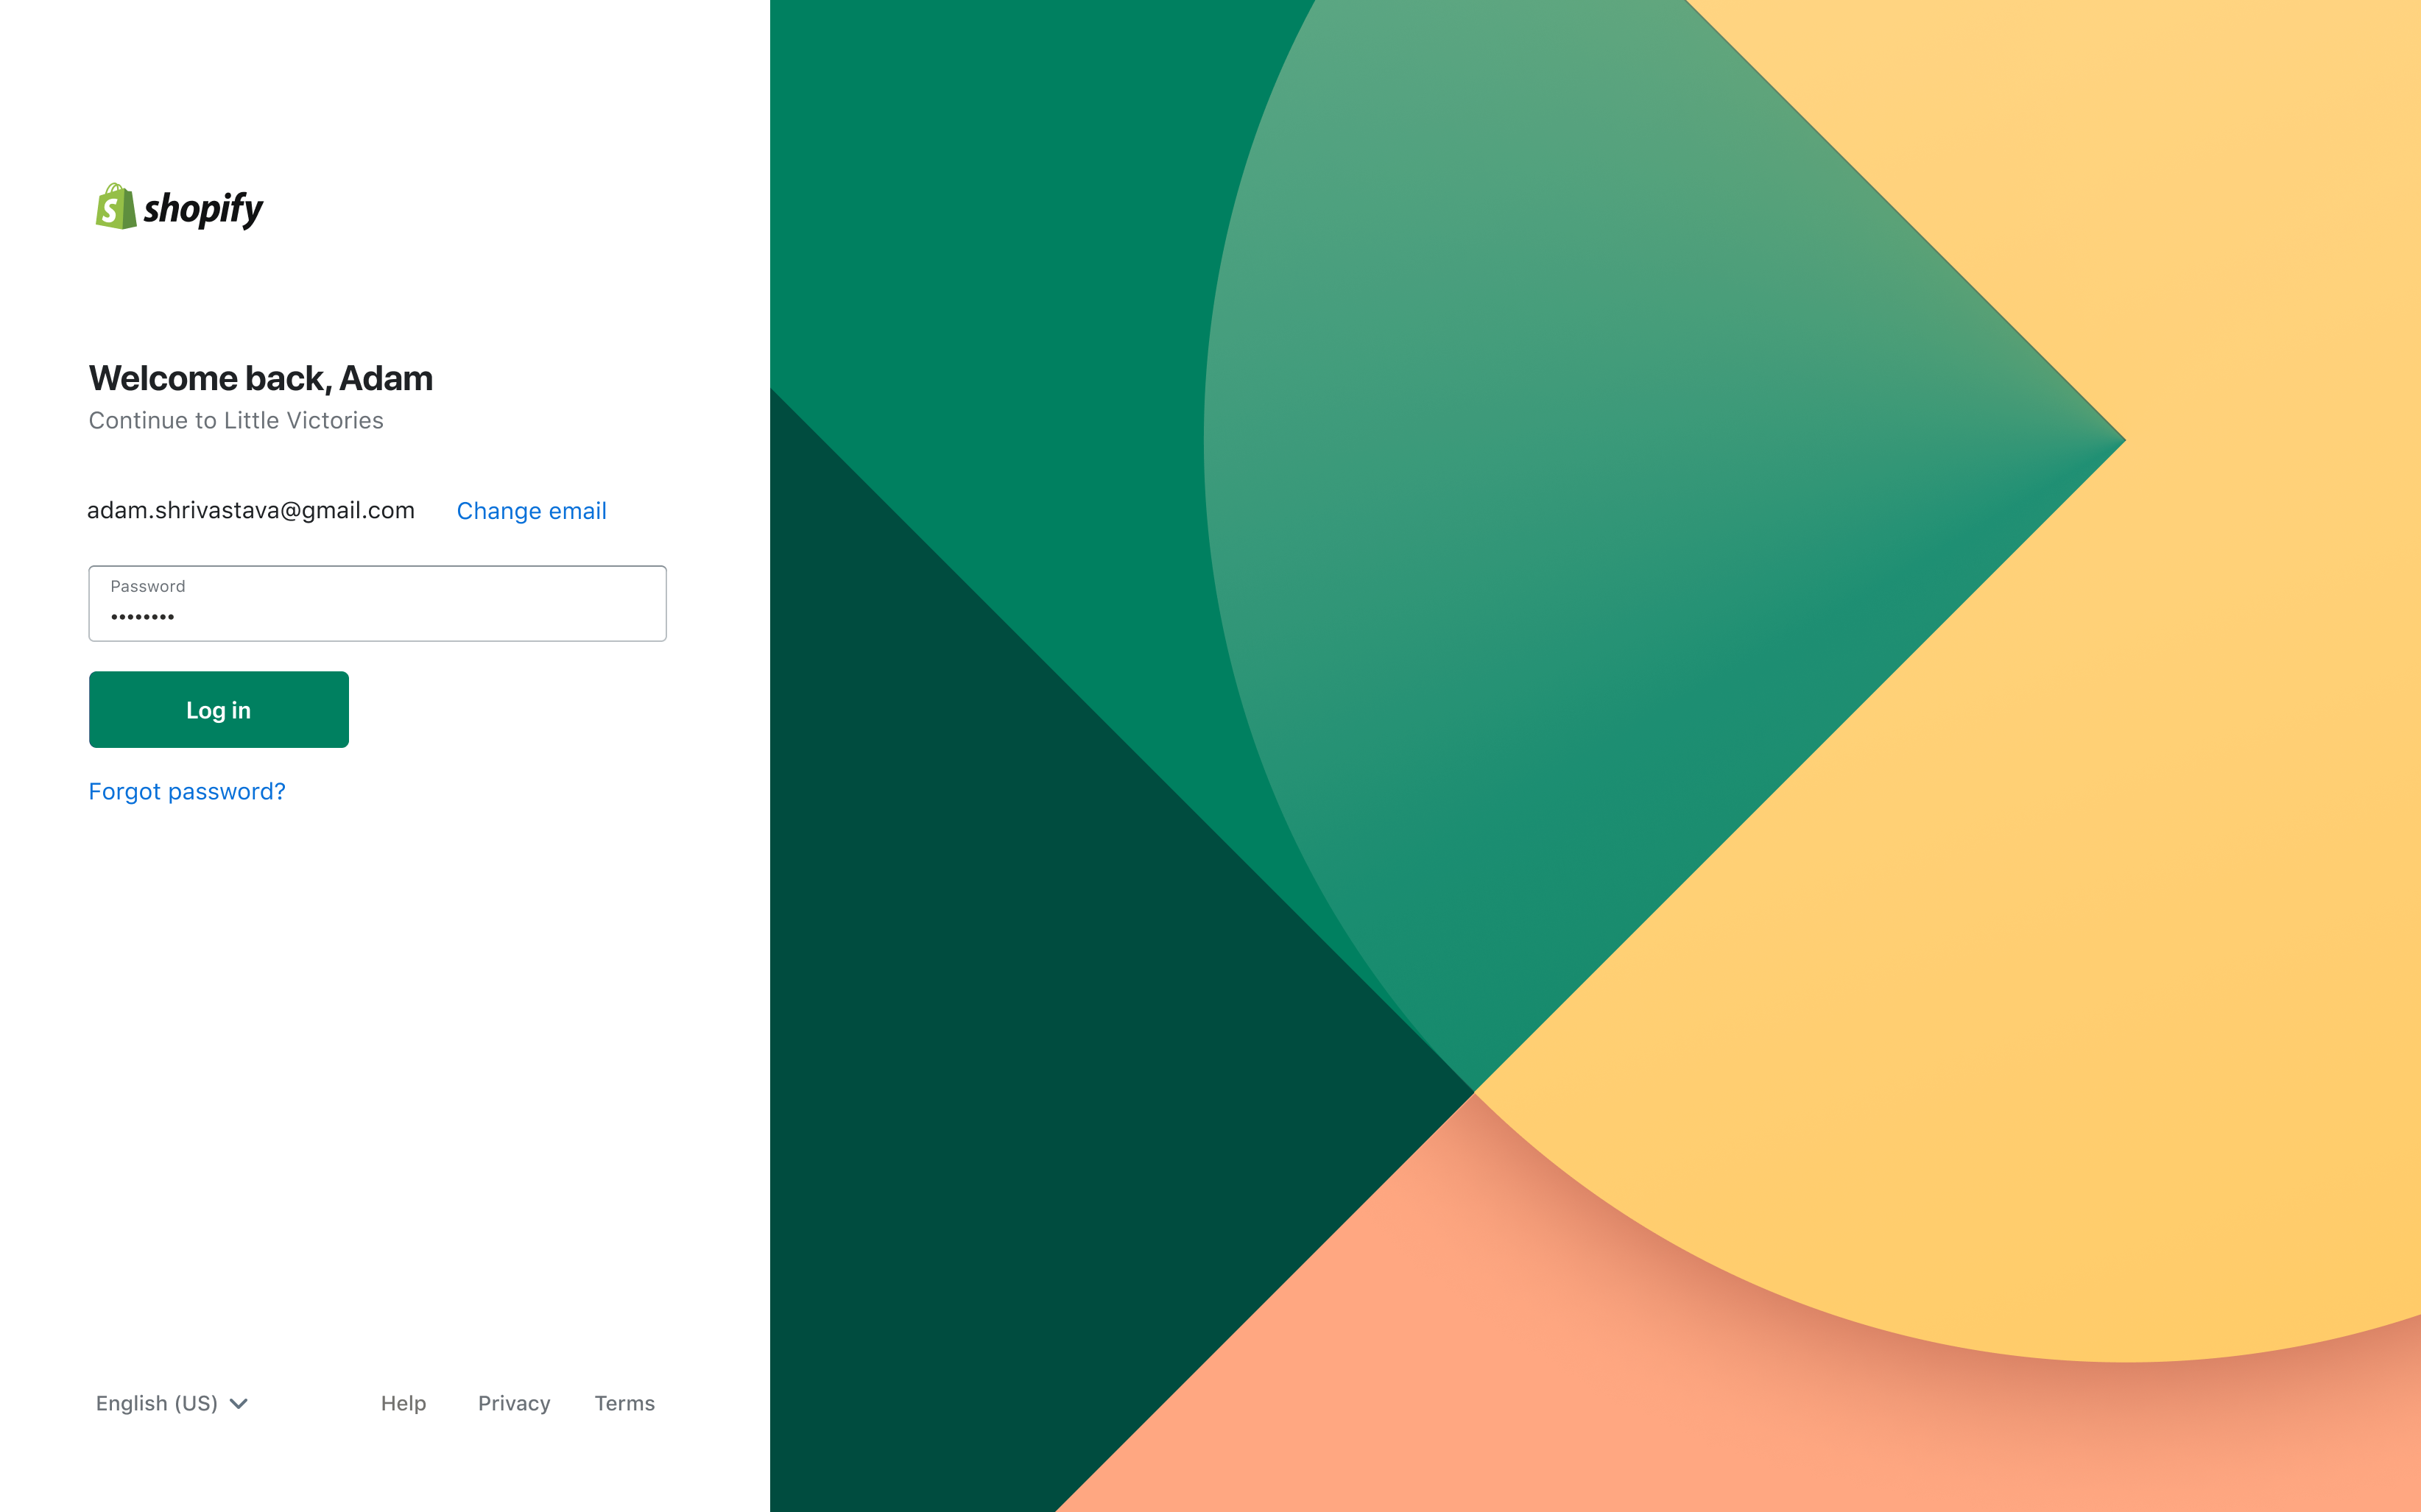 shopify
Welcome back, Adam
Continue to Little Victories
adam.shrivastava@gmail.com Change email
Password
••••••••
Log in
Forgot password?
English (US) Help Privacy Terms